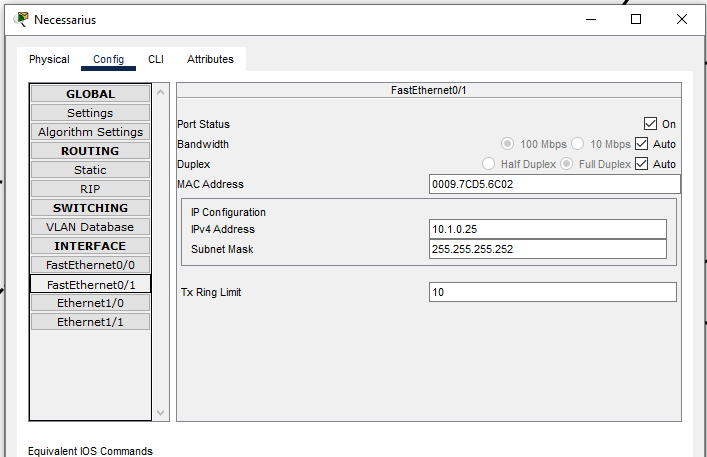 Necessarius
Physical Config CLI Attributes
GLOBAL
Settings
Algorithm Settings
ROUTING
Static
RIP
SWITCHING
VLAN Database
INTERFACE
FastEthernet0/0
FastEthernet0/1
Ethernet1/0
Ethernet1/1
FastEthernet0/1
Port Status On
Bandwidth 100 Mbps 10 Mbps Auto
Duplex Half Duplex Full Duplex Auto
MAC Address 0009.7CD5.6C02
IP Configuration
IPv4 Address 10.1.0.25
Subnet Mask 255.255.255.252
Tx Ring Limit 10
Equivalent IOS Commands